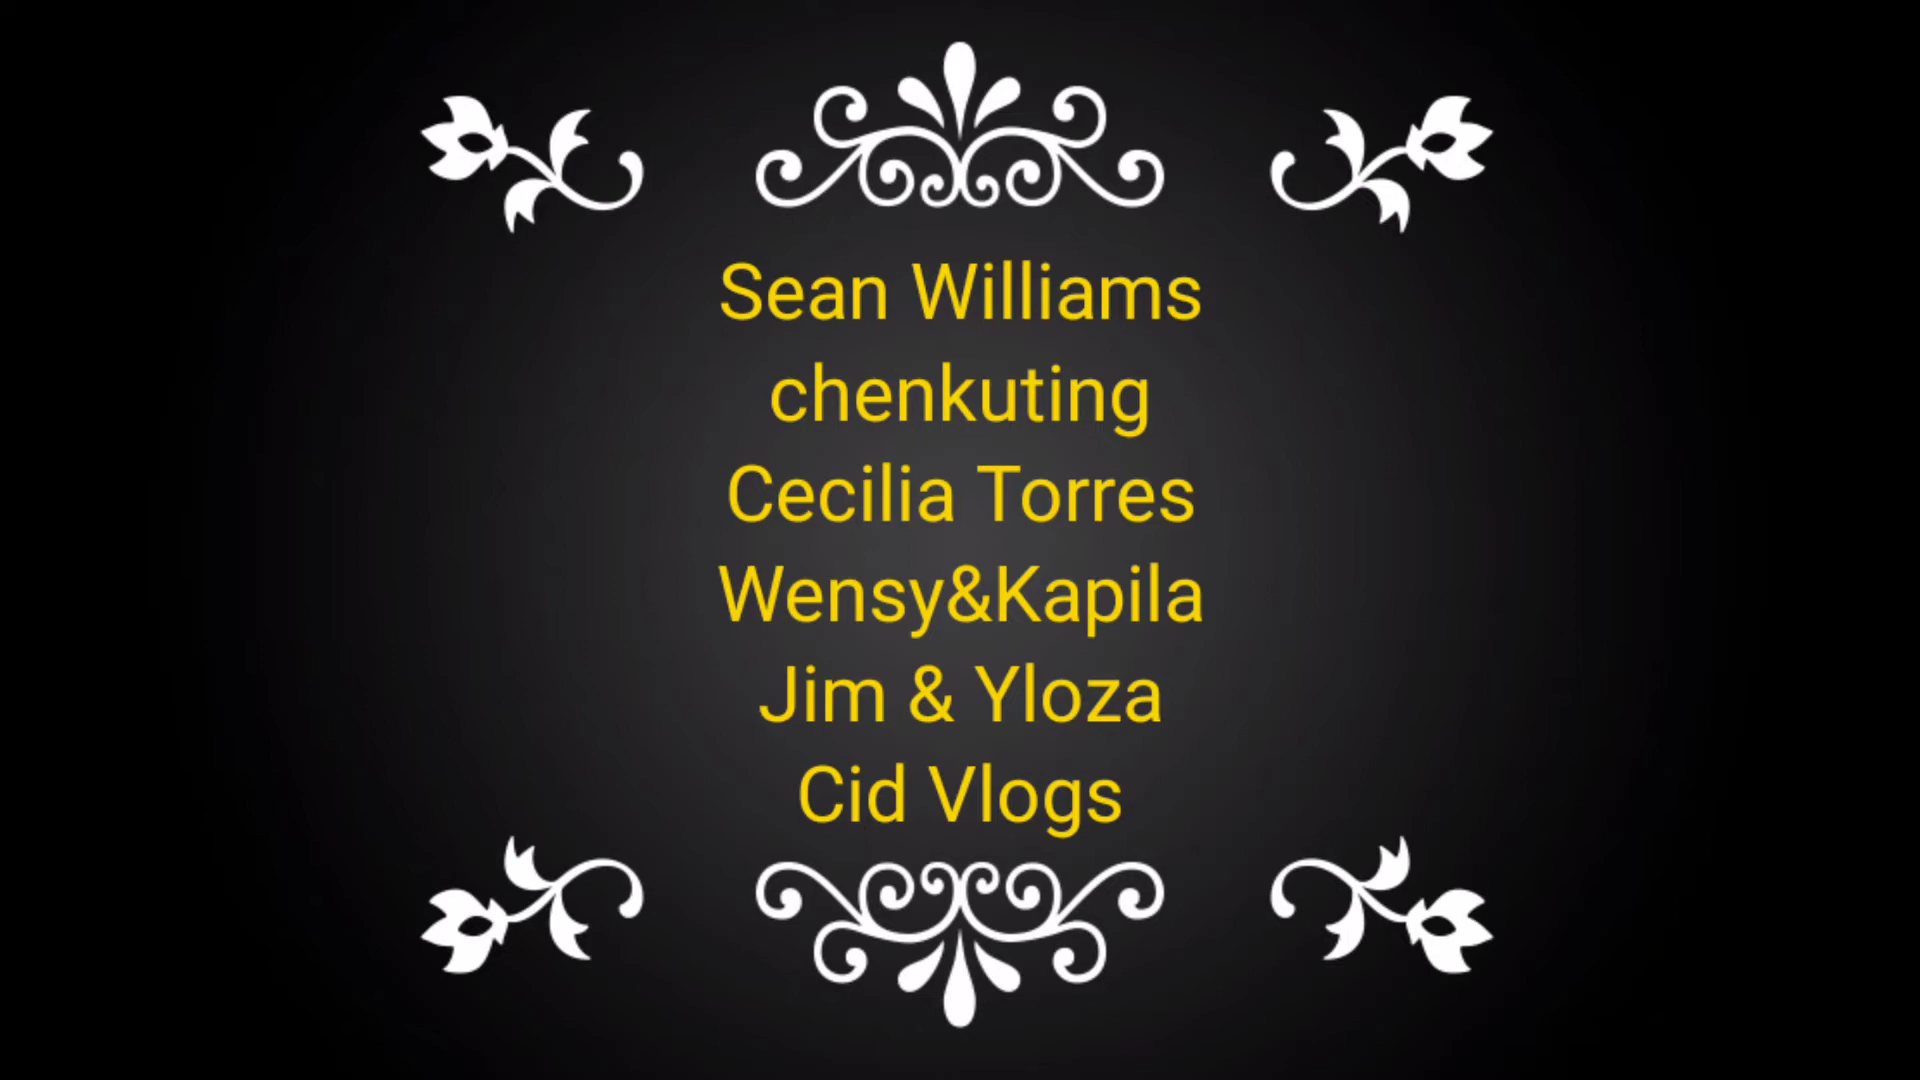 Sean Williams
chenkuting
Cecilia Torres
Wensy&Kapila
Jim & Yloza
Cid Vlogs